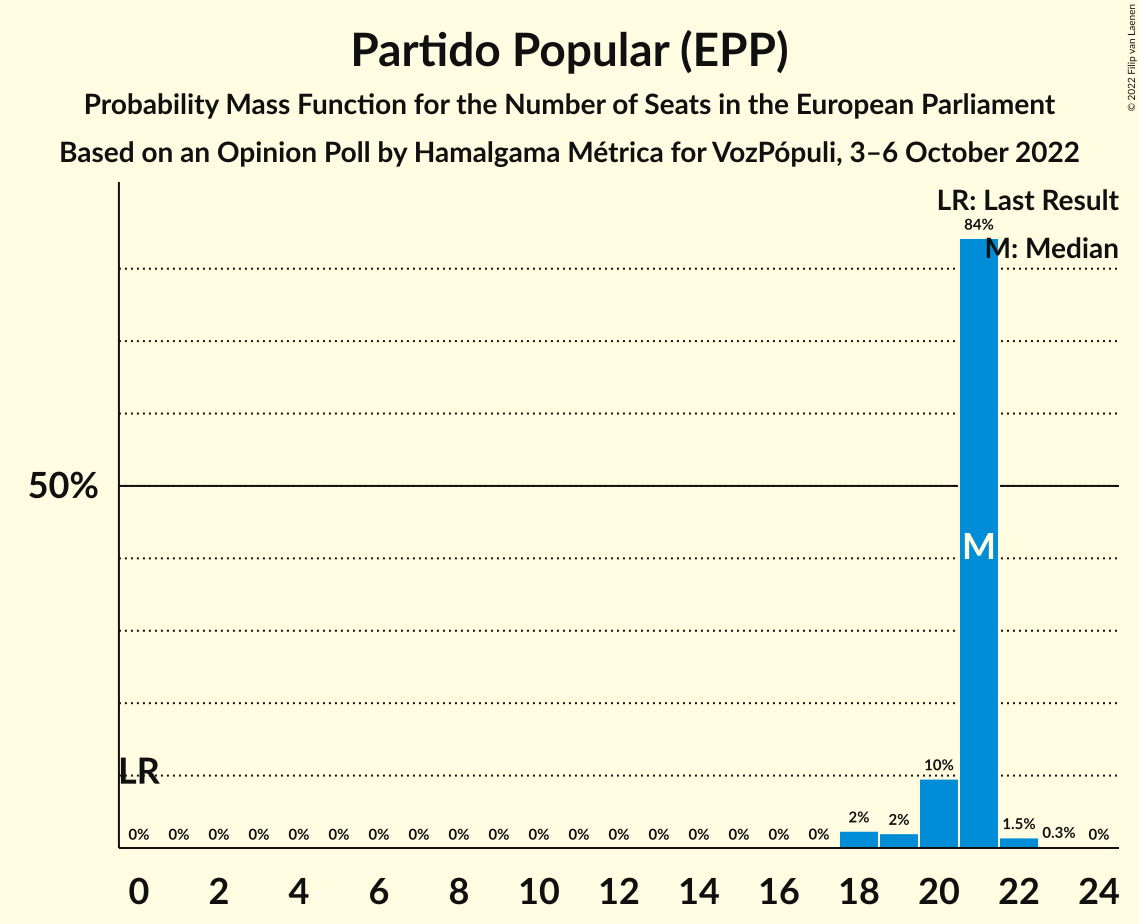 Partido Popular (EPP)
Probability Mass Function for the Number of Seats in the European Parliament
Based on an Opinion Poll by Hamalgama Métrica for VozPópuli, 3–6 October 2022
© 2022 Filip van Laenen
LR: Last Result
84%
M: Median
50%
M
LR
10%
2% 2% 1.5% 0.3%
0% 0% 0% 0% 0% 0% 0% 0% 0% 0% 0% 0% 0% 0% 0% 0% 0% 0% 0%
0 2 4 6 8 10 12 14 16 18 20 22 24